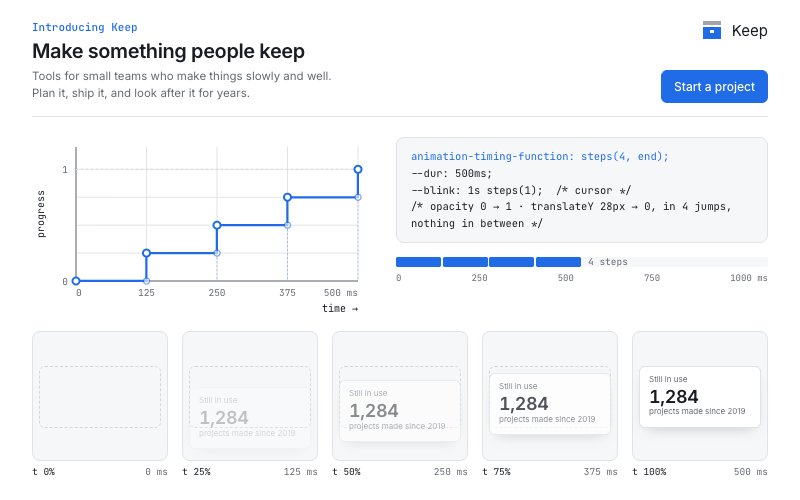 Introducing Keep
Make something people keep
Tools for small teams who make things slowly and well.
Plan it, ship it, and look after it for years.
Keep
Start a project
progress
1
0
0
125
250
375
500 ms
time →
animation-timing-function: steps(4, end);
--dur: 500ms;
--blink: 1s steps(1); /* cursor */
/* opacity 0 → 1 · translateY 28px → 0, in 4 jumps,
nothing in between */
4 steps
0
250
500
750
1000 ms
Still in use
1,284
projects made since 2019
Still in use
1,284
projects made since 2019
Still in use
1,284
projects made since 2019
Still in use
1,284
projects made since 2019
t 0%
0 ms
t 25%
125 ms
t 50%
250 ms
t 75%
375 ms
t 100%
500 ms